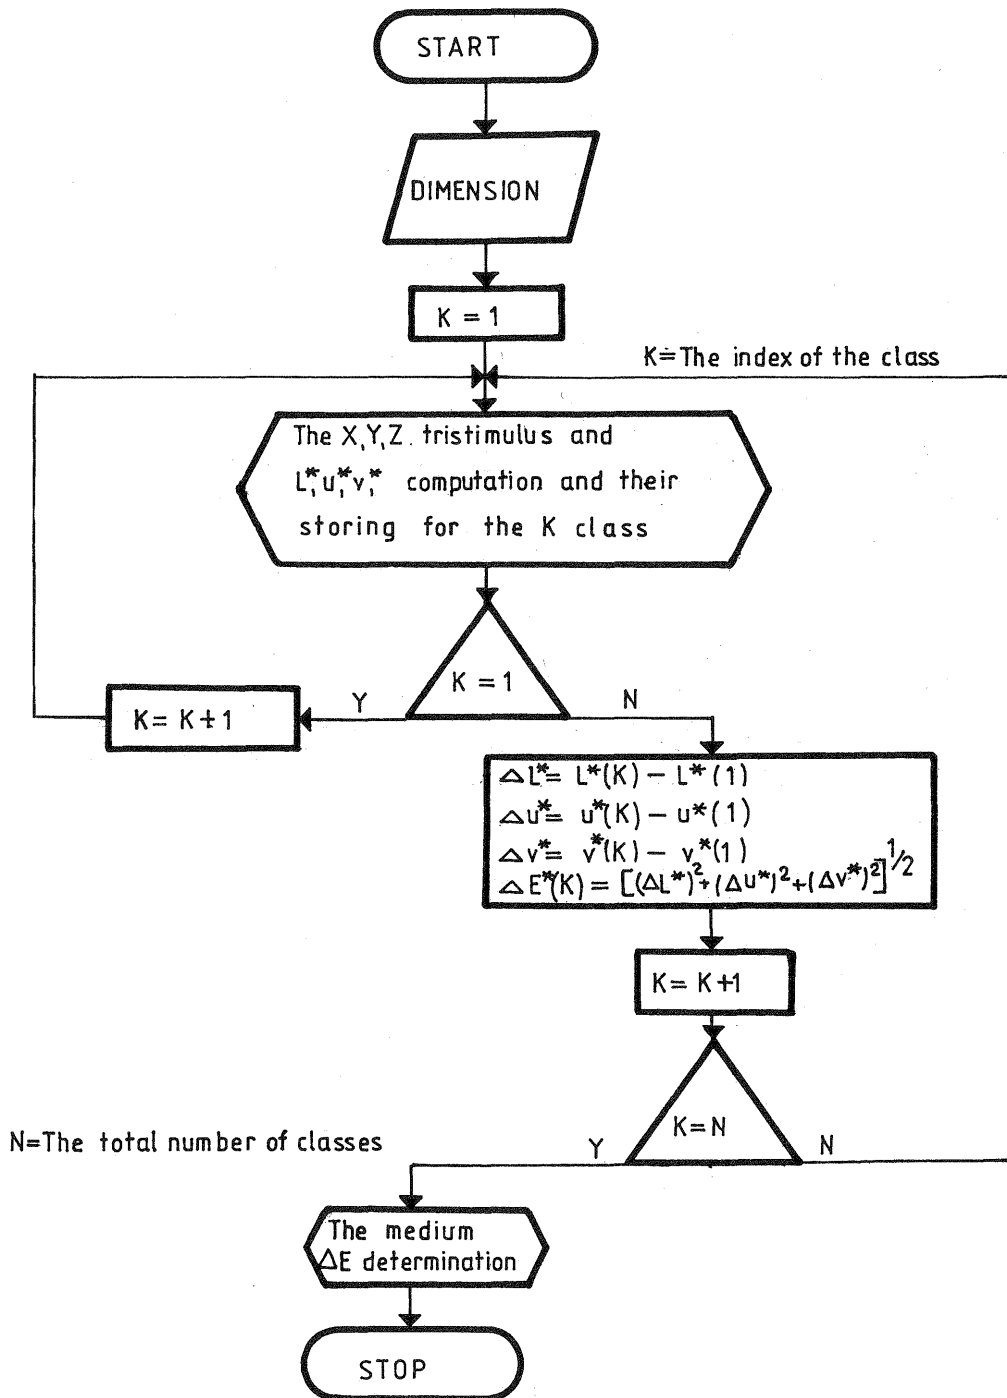 START
DIMENSION
K = 1
K=The index of the class
The X,Y,Z. tristimulus and
L*, u*, v*, computation and their
storing for the K class
K = 1
Y
N
K = K+1
ΔL* = L*(K) - L*(1)
Δu* = u*(K) - u*(1)
Δv* = v*(K) - v*(1)
ΔE*(K) = [(ΔL*)²+(Δu*)²+(Δv*)²]^1/2
K = K+1
K=N
N=The total number of classes
Y
N
The medium
ΔE determination
STOP